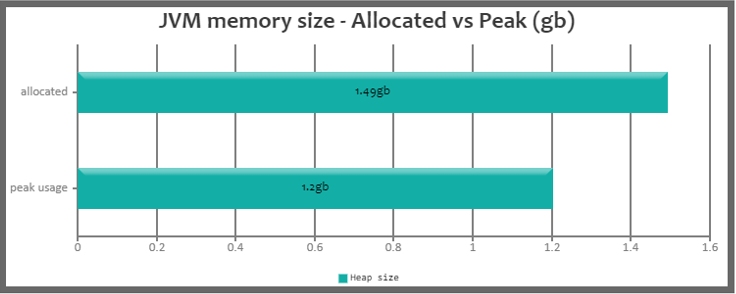 JVM memory size - Allocated vs Peak (gb)
allocated
1.49gb
peak usage
1.2gb
0 0.2 0.4 0.6 0.8 1 1.2 1.4 1.6
Heap size